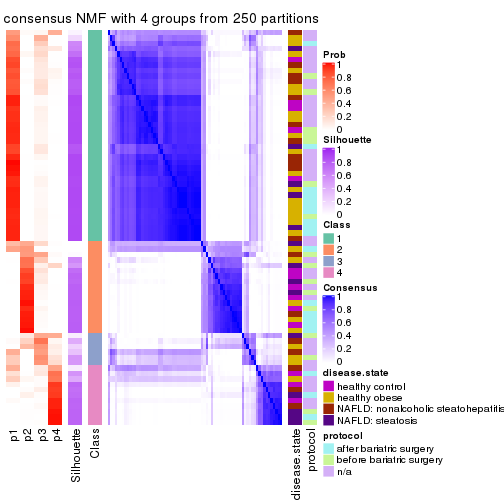 consensus NMF with 4 groups from 250 partitions
Prob
1
0.8
0.6
0.4
0.2
0
Silhouette
1
0.8
0.6
0.4
0.2
0
Class
1
2
3
4
Consensus
1
0.8
0.6
0.4
0.2
0
disease.state
healthy control
healthy obese
NAFLD: nonalcoholic steatohepatitis
NAFLD: steatosis
protocol
after bariatric surgery
before bariatric surgery
n/a
p1
p2
p3
p4
Silhouette
Class
disease.state
protocol